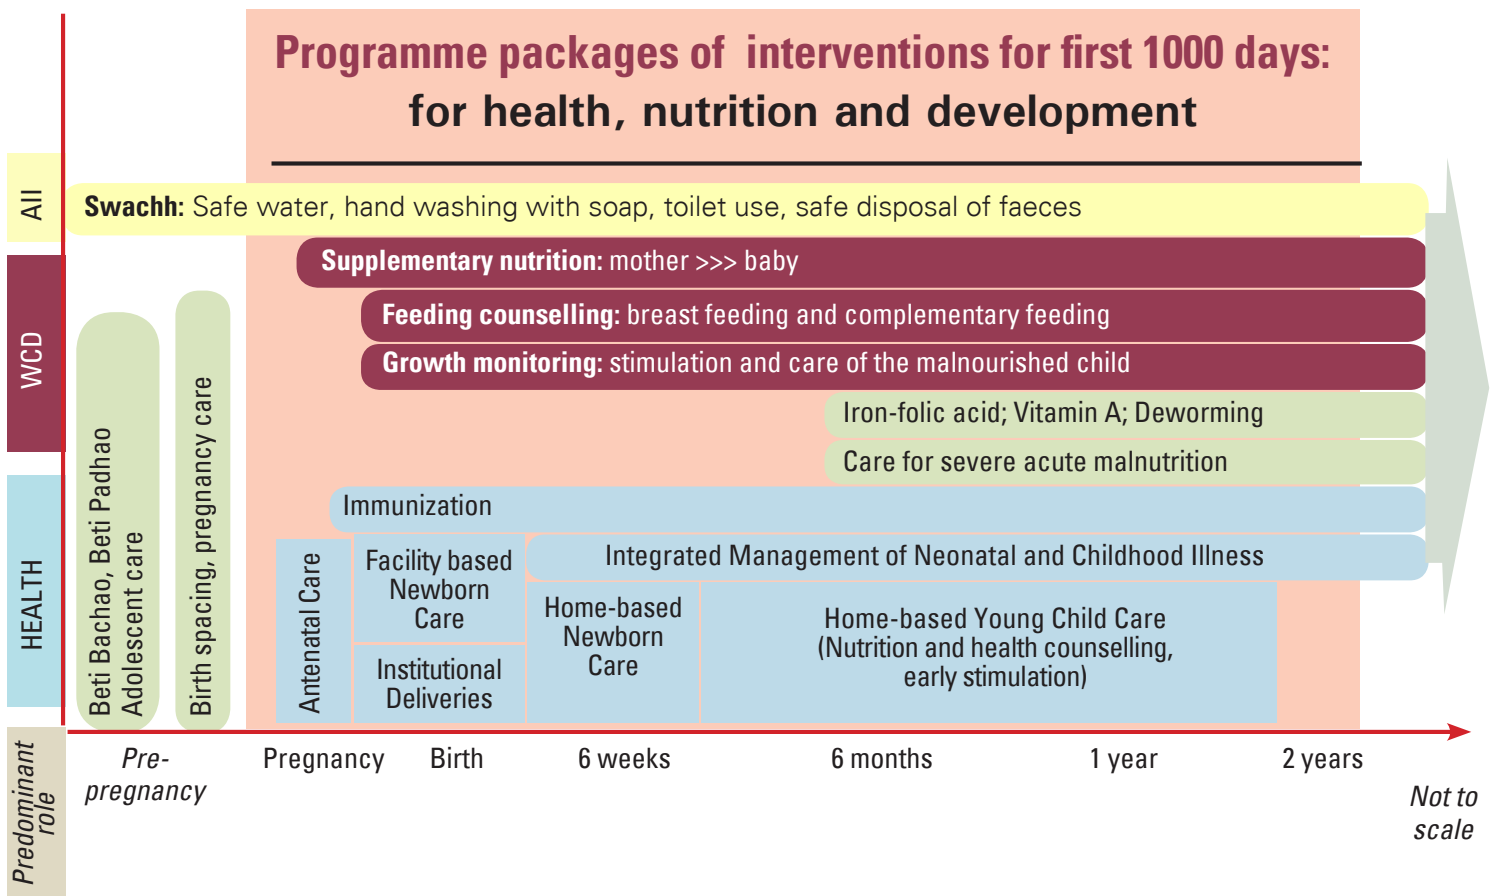 Programme packages of interventions for first 1000 days:
for health, nutrition and development
All
Swachh: Safe water, hand washing with soap, toilet use, safe disposal of faeces
WCD
Supplementary nutrition: mother >>> baby
Feeding counselling: breast feeding and complementary feeding
Growth monitoring: stimulation and care of the malnourished child
Iron-folic acid; Vitamin A; Deworming
Care for severe acute malnutrition
Beti Bachao, Beti Padhao
Adolescent care
Birth spacing, pregnancy care
HEALTH
Immunization
Antenatal Care
Facility based
Newborn
Care
Institutional
Deliveries
Integrated Management of Neonatal and Childhood Illness
Home-based
Newborn
Care
Home-based Young Child Care
(Nutrition and health counselling,
early stimulation)
Predominant
role
Pre-
pregnancy
Pregnancy
Birth
6 weeks
6 months
1 year
2 years
Not to
scale